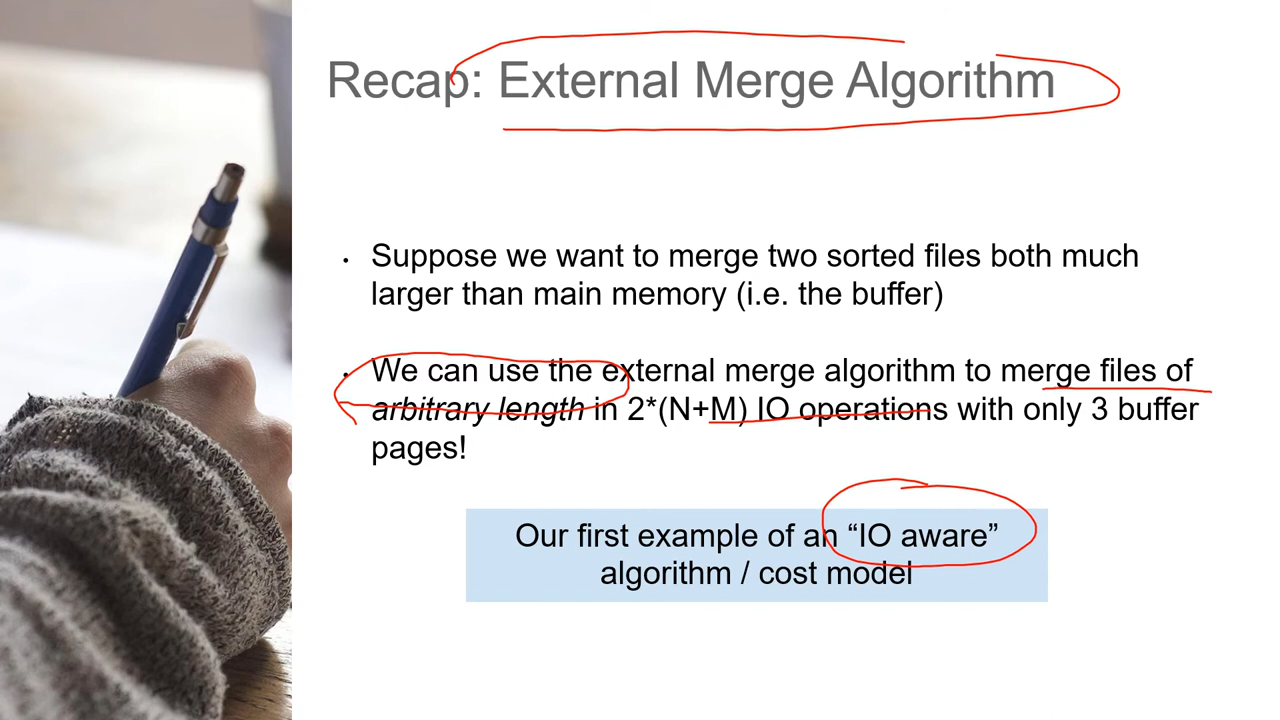 Recap: External Merge Algorithm
• Suppose we want to merge two sorted files both much
larger than main memory (i.e. the buffer)
• We can use the external merge algorithm to merge files of
arbitrary length in 2*(N+M) IO operations with only 3 buffer
pages!
Our first example of an “IO aware”
algorithm / cost model